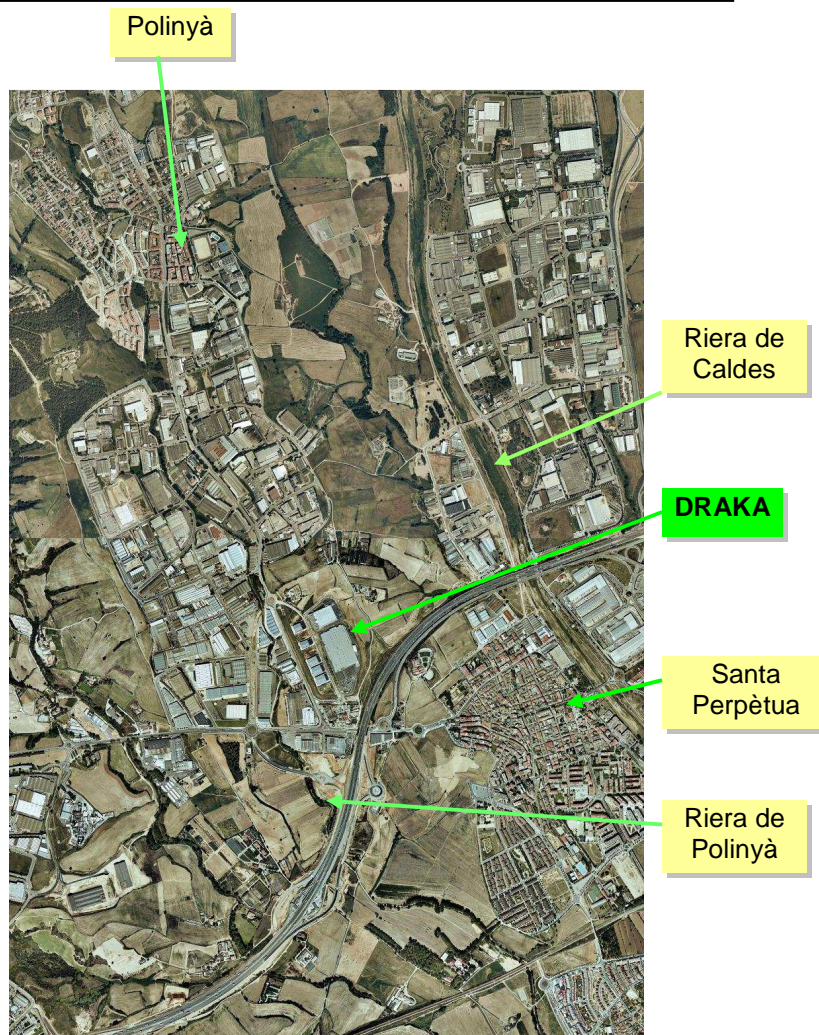 Polinyà
Riera de
Caldes
DRAKA
Santa
Perpètua
Riera de
Polinyà